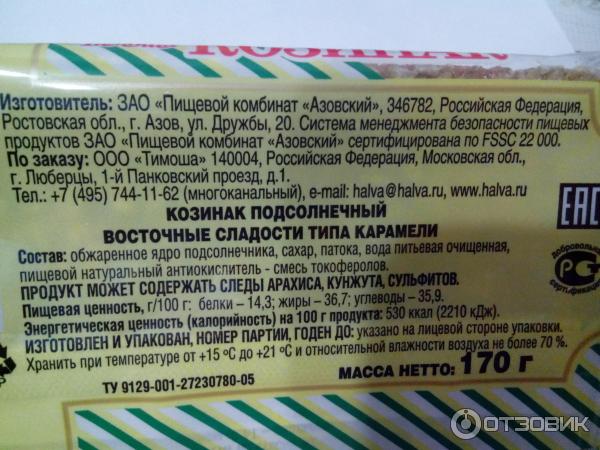 Изготовитель: ЗАО «Пищевой комбинат «Азовский», 346782, Российская Федерация,
Ростовская обл., г. Азов, ул. Дружбы, 20. Система менеджмента безопасности пищевых
продуктов ЗАО «Пищевой комбинат «Азовский» сертифицирована по FSSC 22 000.
По заказу: ООО «Тимоша» 140004, Российская Федерация, Московская обл.,
г. Люберцы, 1-й Панковский проезд, д.1.
Тел.: +7 (495) 744-11-62 (многоканальный), e-mail: halva@halva.ru, www.halva.ru
КОЗИНАК ПОДСОЛНЕЧНЫЙ
ВОСТОЧНЫЕ СЛАДОСТИ ТИПА КАРАМЕЛИ
EAC
Состав: обжаренное ядро подсолнечника, сахар, патока, вода питьевая очищенная,
пищевой натуральный антиокислитель - смесь токоферолов.
ПРОДУКТ МОЖЕТ СОДЕРЖАТЬ СЛЕДЫ АРАХИСА, КУНЖУТА, СУЛЬФИТОВ.
Добровольная
РСТ
сертификация
Пищевая ценность, г/100 г: белки – 14,3; жиры – 36,7; углеводы – 35,9.
Энергетическая ценность (калорийность) на 100 г продукта: 530 ккал (2210 кДж).
ИЗГОТОВЛЕН И УПАКОВАН, НОМЕР ПАРТИИ, ГОДЕН ДО: указано на лицевой стороне упаковки.
Хранить при температуре от +15 ºС до +21 ºС и относительной влажности воздуха не более 70 %.
МАССА НЕТТО: 170 г
ТУ 9129-001-27230780-05
ОТЗОВИК